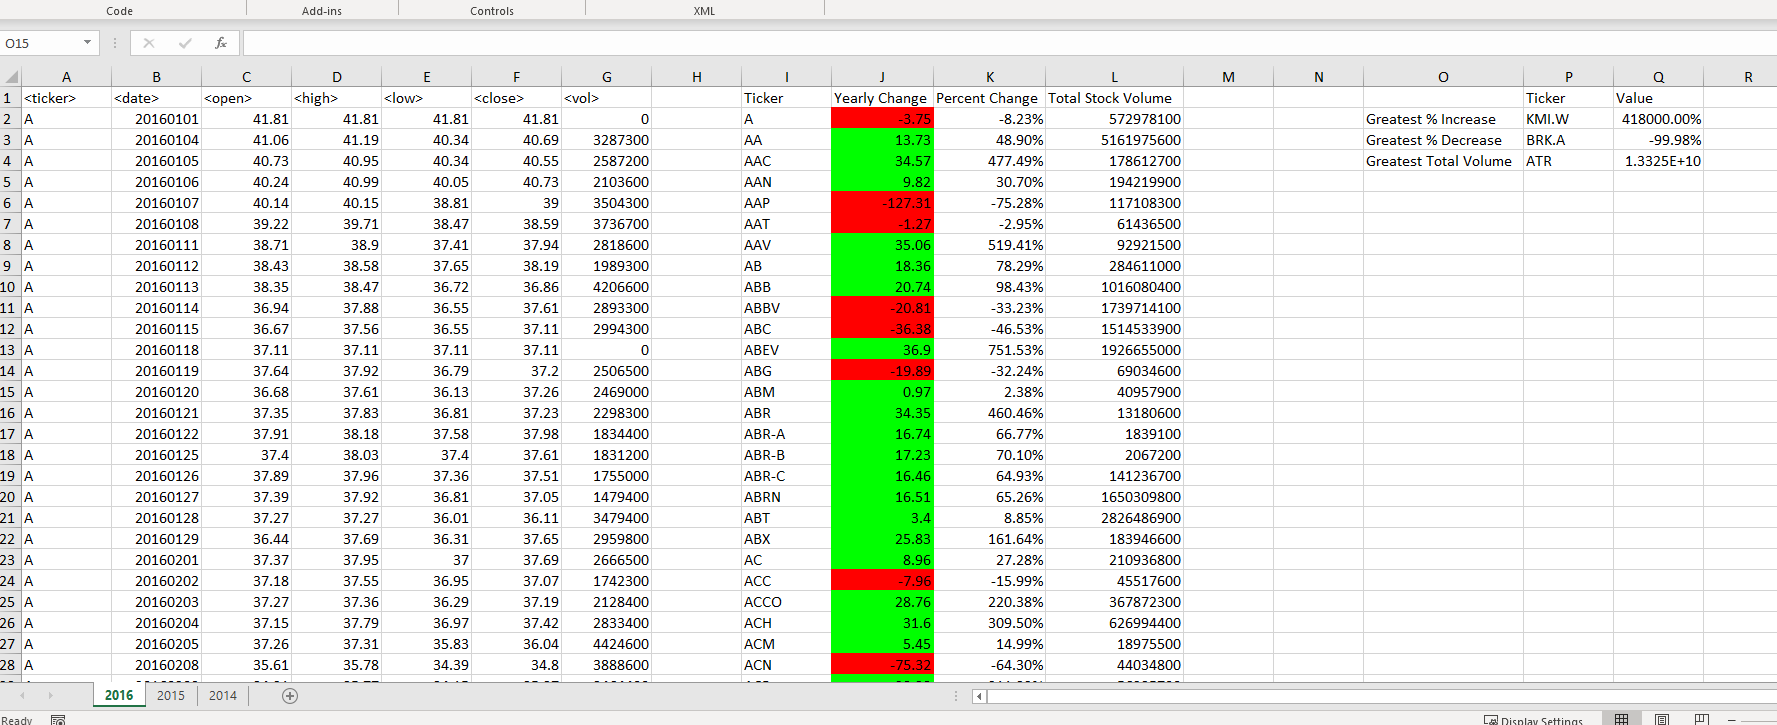 Code Add-ins Controls XML
O15 fx
A B C D E F G H I J K L M N O P Q R
1 <ticker> <date> <open> <high> <low> <close> <vol> Ticker Yearly Change Percent Change Total Stock Volume Ticker Value
2 A 20160101 41.81 41.81 41.81 41.81 0 A -3.75 -8.23% 572978100 Greatest % Increase KMI.W 418000.00%
3 A 20160104 41.06 41.19 40.34 40.69 3287300 AA 13.73 48.90% 5161975600 Greatest % Decrease BRK.A -99.98%
4 A 20160105 40.73 40.95 40.34 40.55 2587200 AAC 34.57 477.49% 178612700 Greatest Total Volume ATR 1.3325E+10
5 A 20160106 40.24 40.99 40.05 40.73 2103600 AAN 9.82 30.70% 194219900
6 A 20160107 40.14 40.15 38.81 39 3504300 AAP -127.31 -75.28% 117108300
7 A 20160108 39.22 39.71 38.47 38.59 3736700 AAT -1.27 -2.95% 61436500
8 A 20160111 38.71 38.9 37.41 37.94 2818600 AAV 35.06 519.41% 92921500
9 A 20160112 38.43 38.58 37.65 38.19 1989300 AB 18.36 78.29% 284611000
10 A 20160113 38.35 38.47 36.72 36.86 4206600 ABB 20.74 98.43% 1016080400
11 A 20160114 36.94 37.88 36.55 37.61 2893300 ABBV -20.81 -33.23% 1739714100
12 A 20160115 36.67 37.56 36.55 37.11 2994300 ABC -36.38 -46.53% 1514533900
13 A 20160118 37.11 37.11 37.11 37.11 0 ABEV 36.9 751.53% 1926655000
14 A 20160119 37.64 37.92 36.79 37.2 2506500 ABG -19.89 -32.24% 69034600
15 A 20160120 36.68 37.61 36.13 37.26 2469000 ABM 0.97 2.38% 40957900
16 A 20160121 37.35 37.83 36.81 37.23 2298300 ABR 34.35 460.46% 13180600
17 A 20160122 37.91 38.18 37.58 37.98 1834400 ABR-A 16.74 66.77% 1839100
18 A 20160125 37.4 38.03 37.4 37.61 1831200 ABR-B 17.23 70.10% 2067200
19 A 20160126 37.89 37.96 37.36 37.51 1755000 ABR-C 16.46 64.93% 141236700
20 A 20160127 37.39 37.92 36.81 37.05 1479400 ABRN 16.51 65.26% 1650309800
21 A 20160128 37.27 37.27 36.01 36.11 3479400 ABT 3.4 8.85% 2826486900
22 A 20160129 36.44 37.69 36.31 37.65 2959800 ABX 25.83 161.64% 183946600
23 A 20160201 37.37 37.95 37 37.69 2666500 AC 8.96 27.28% 210936800
24 A 20160202 37.18 37.55 36.95 37.07 1742300 ACC -7.96 -15.99% 45517600
25 A 20160203 37.27 37.36 36.29 37.19 2128400 ACCO 28.76 220.38% 367872300
26 A 20160204 37.15 37.79 36.97 37.42 2833400 ACH 31.6 309.50% 626994400
27 A 20160205 37.26 37.31 35.83 36.04 4424600 ACM 5.45 14.99% 18975500
28 A 20160208 35.61 35.78 34.39 34.8 3888600 ACN -75.32 -64.30% 44034800
2016 2015 2014
Ready Display Settings